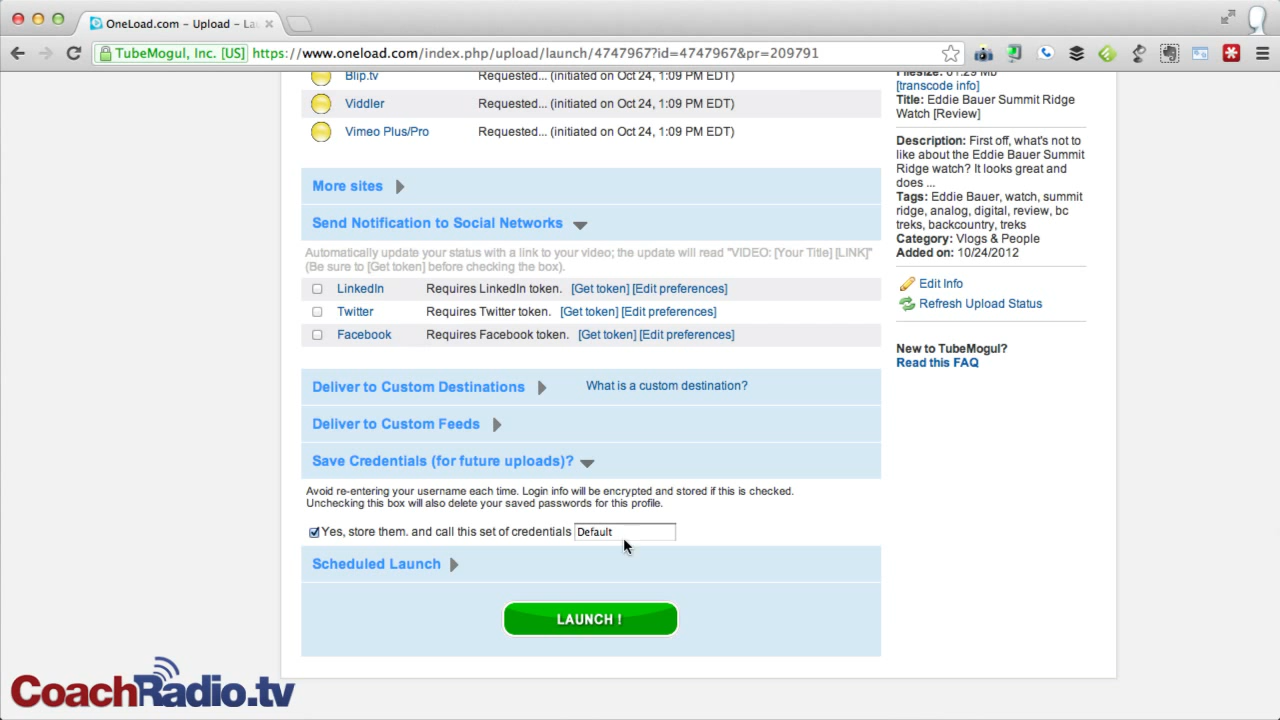 OneLoad.com - Upload - La
TubeMogul, Inc. [US] https://www.oneload.com/index.php/upload/launch/4747967?id=4747967&pr=209791
Blip.tv Requested... (initiated on Oct 24, 1:09 PM EDT)
Viddler Requested... (initiated on Oct 24, 1:09 PM EDT)
Vimeo Plus/Pro Requested... (initiated on Oct 24, 1:09 PM EDT)
More sites
Send Notification to Social Networks
Automatically update your status with a link to your video; the update will read "VIDEO: [Your Title] [LINK]"
(Be sure to [Get token] before checking the box).
LinkedIn Requires LinkedIn token. [Get token] [Edit preferences]
Twitter Requires Twitter token. [Get token] [Edit preferences]
Facebook Requires Facebook token. [Get token] [Edit preferences]
Deliver to Custom Destinations What is a custom destination?
Deliver to Custom Feeds
Save Credentials (for future uploads)?
Avoid re-entering your username each time. Login info will be encrypted and stored if this is checked.
Unchecking this box will also delete your saved passwords for this profile.
Yes, store them. and call this set of credentials Default
Scheduled Launch
LAUNCH !
Filesize: 61.29 Mb
[transcode info]
Title: Eddie Bauer Summit Ridge
Watch [Review]
Description: First off, what's not to
like about the Eddie Bauer Summit
Ridge watch? It looks great and
does ...
Tags: Eddie Bauer, watch, summit
ridge, analog, digital, review, bc
treks, backcountry, treks
Category: Vlogs & People
Added on: 10/24/2012
Edit Info
Refresh Upload Status
New to TubeMogul?
Read this FAQ
CoachRadio.tv